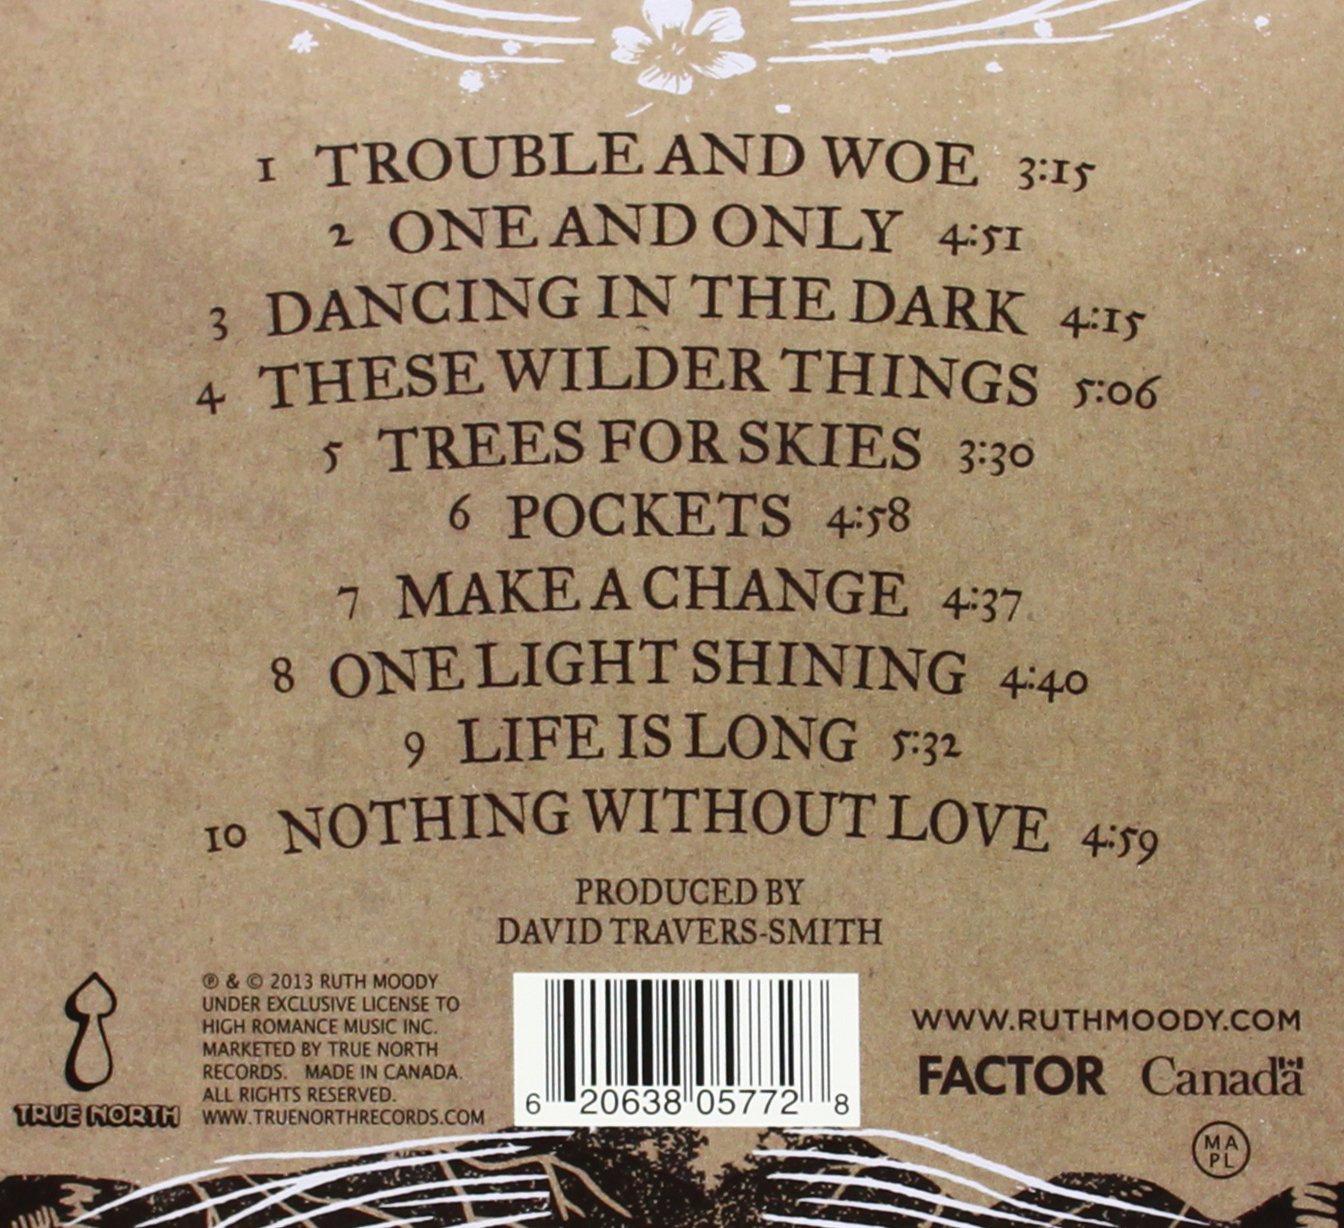 1 TROUBLE AND WOE 3:15
2 ONE AND ONLY 4:51
3 DANCING IN THE DARK 4:15
4 THESE WILDER THINGS 5:06
5 TREES FOR SKIES 3:30
6 POCKETS 4:58
7 MAKE A CHANGE 4:37
8 ONE LIGHT SHINING 4:40
9 LIFE IS LONG 5:32
10 NOTHING WITHOUT LOVE 4:59
PRODUCED BY
DAVID TRAVERS-SMITH
TRUE NORTH
℗ & © 2013 RUTH MOODY
UNDER EXCLUSIVE LICENSE TO
HIGH ROMANCE MUSIC INC.
MARKETED BY TRUE NORTH
RECORDS. MADE IN CANADA.
ALL RIGHTS RESERVED.
WWW.TRUENORTHRECORDS.COM
6 20638 05772 8
WWW.RUTHMOODY.COM
FACTOR Canada
MA
PL